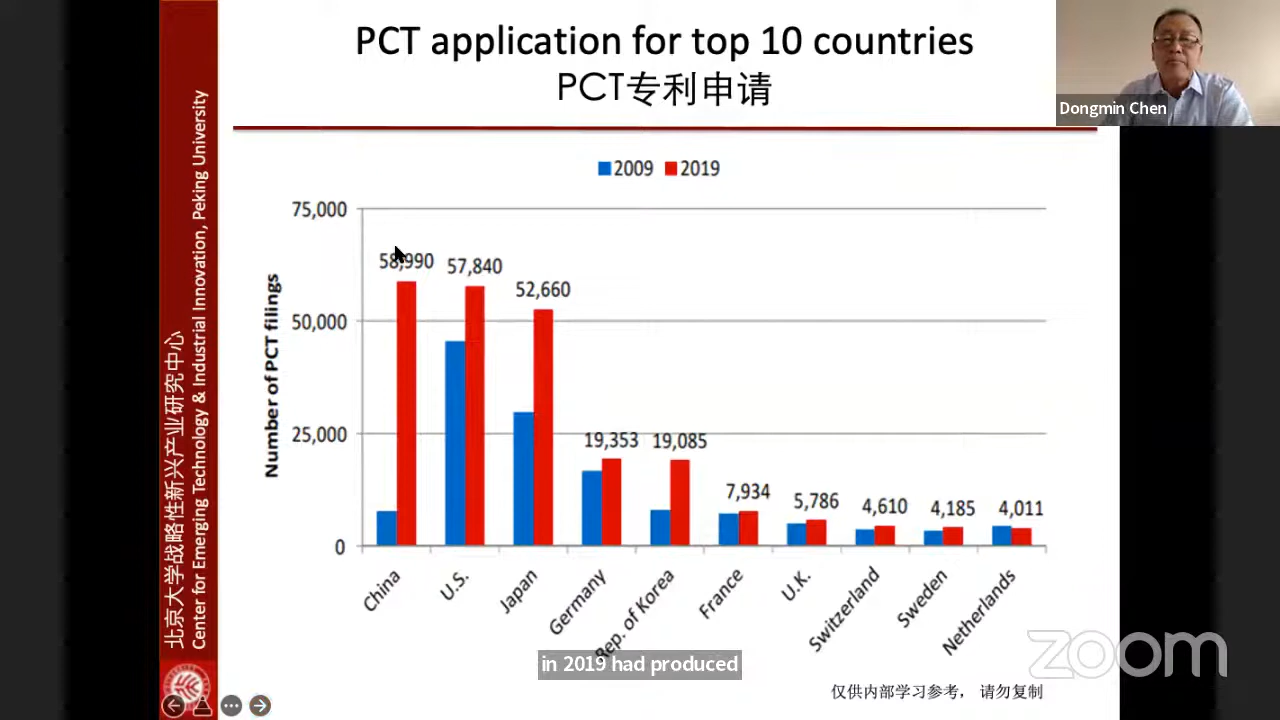 PCT application for top 10 countries
PCT专利申请
Dongmin Chen
北京大学战略性新兴产业研究中心
Center for Emerging Technology & Industrial Innovation, Peking University
2009 2019
Number of PCT filings
75,000
50,000
25,000
0
58,990
57,840
52,660
19,353
19,085
7,934
5,786
4,610
4,185
4,011
China
U.S.
Japan
Germany
Rep. of Korea
France
U.K.
Switzerland
Sweden
Netherlands
in 2019 had produced
zoom
仅供内部学习参考，请勿复制